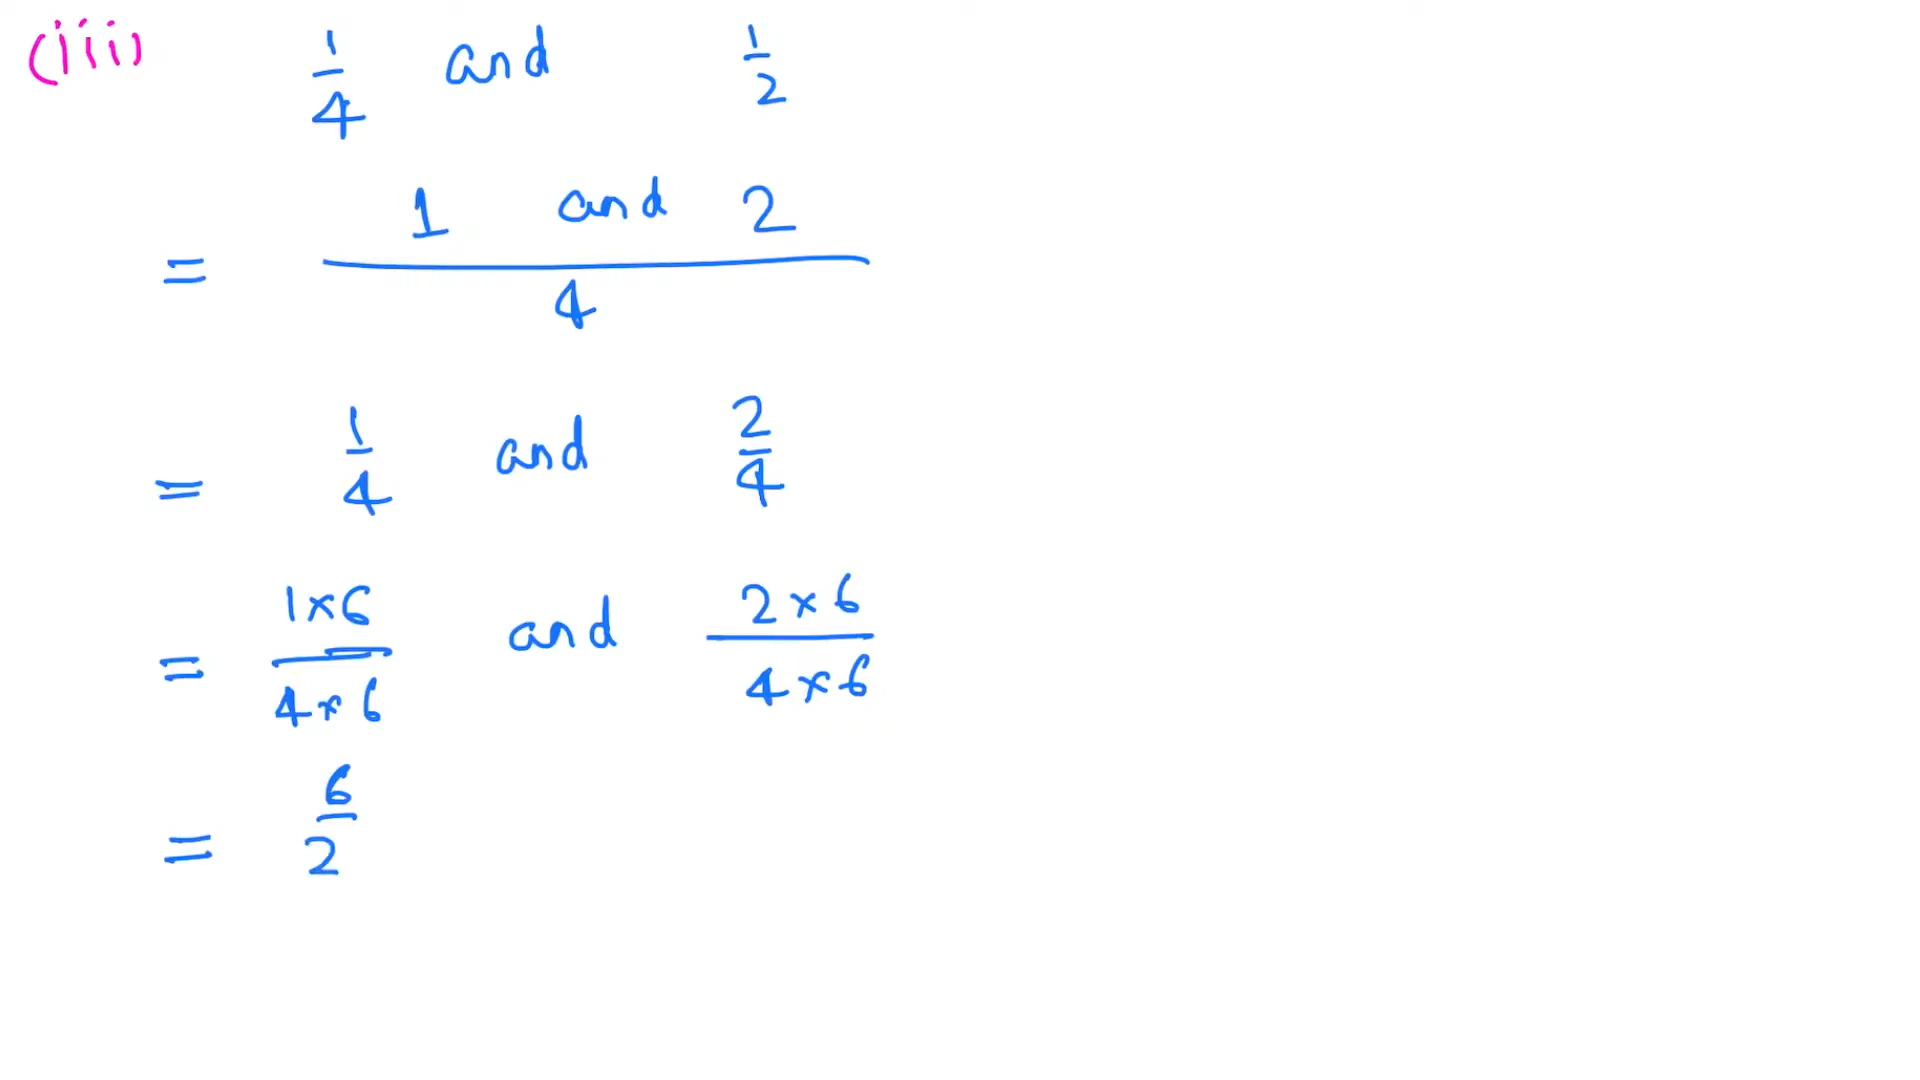 (iii) 1/4 and 1/2
= (1 and 2)/4
= 1/4 and 2/4
= (1×6)/(4×6) and (2×6)/(4×6)
= 6/2